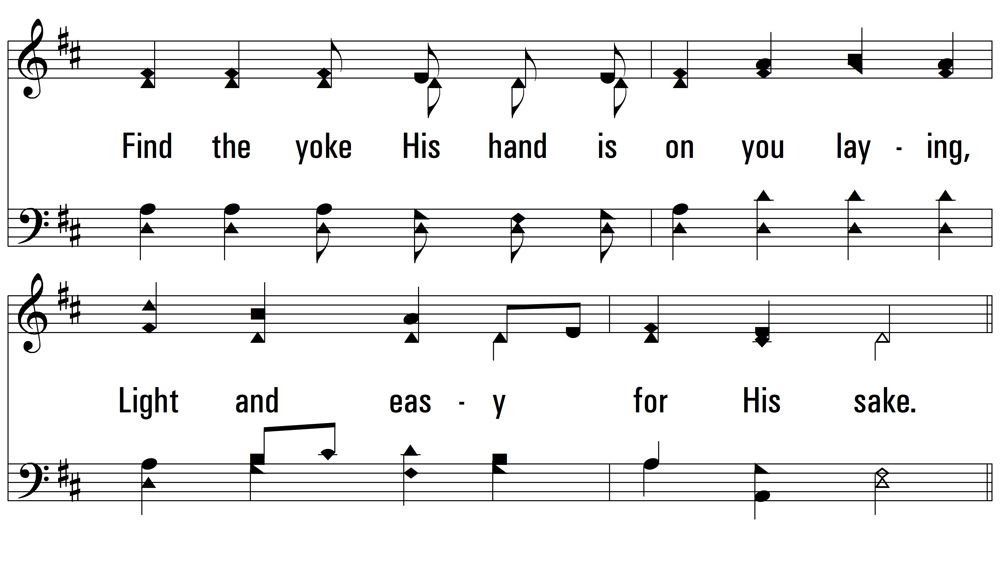 Find the yoke His hand is on you lay - ing,
Light and eas - y for His sake.